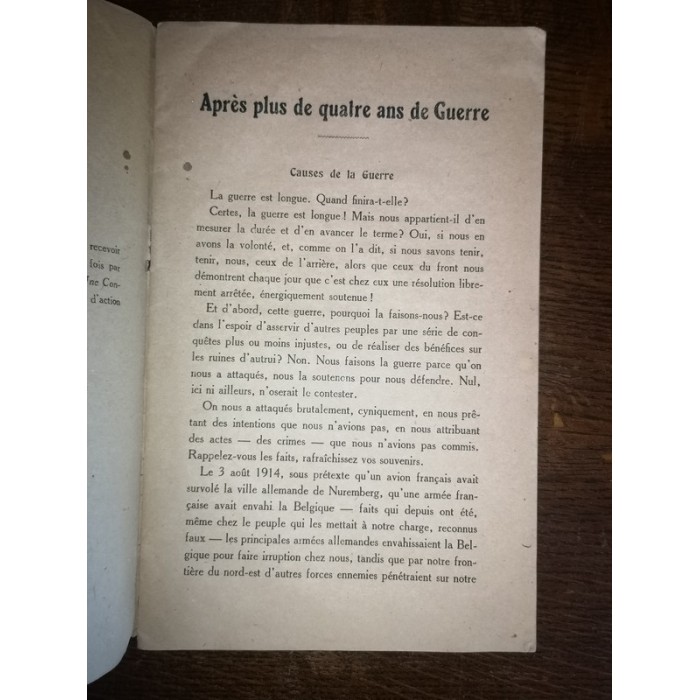 recevoir
lois par
Une Con-
d'action
Après plus de quatre ans de Guerre
Causes de la Guerre
La guerre est longue. Quand finira-t-elle?
Certes, la guerre est longue! Mais nous appartient-il d'en
mesurer la durée et d'en avancer le terme? Oui, si nous en
avons la volonté, et, comme on l'a dit, si nous savons tenir,
tenir, nous, ceux de l'arrière, alors que ceux du front nous
démontrent chaque jour que c'est chez eux une résolution libre-
ment arrêtée, énergiquement soutenue!
Et d'abord, cette guerre, pourquoi la faisons-nous? Est-ce
dans l'espoir d'asservir d'autres peuples par une série de con-
quêtes plus ou moins injustes, ou de réaliser des bénéfices sur
les ruines d'autrui? Non. Nous faisons la guerre parce qu'on
nous a attaqués, nous la soutenons pour nous défendre. Nul,
ici ni ailleurs, n'oserait le contester.
On nous a attaqués brutalement, cyniquement, en nous prê-
tant des intentions que nous n'avions pas, en nous attribuant
des actes — des crimes — que nous n'avions pas commis.
Rappelez-vous les faits, rafraîchissez vos souvenirs.
Le 3 août 1914, sous prétexte qu'un avion français avait
survolé la ville allemande de Nuremberg, qu'une armée fran-
çaise avait envahi la Belgique — faits qui depuis ont été,
même chez le peuple qui les mettait à notre charge, reconnus
faux — les principales armées allemandes envahissaient la Bel-
gique pour faire irruption chez nous, tandis que par notre fron-
tière du nord-est d'autres forces ennemies pénétraient sur notre